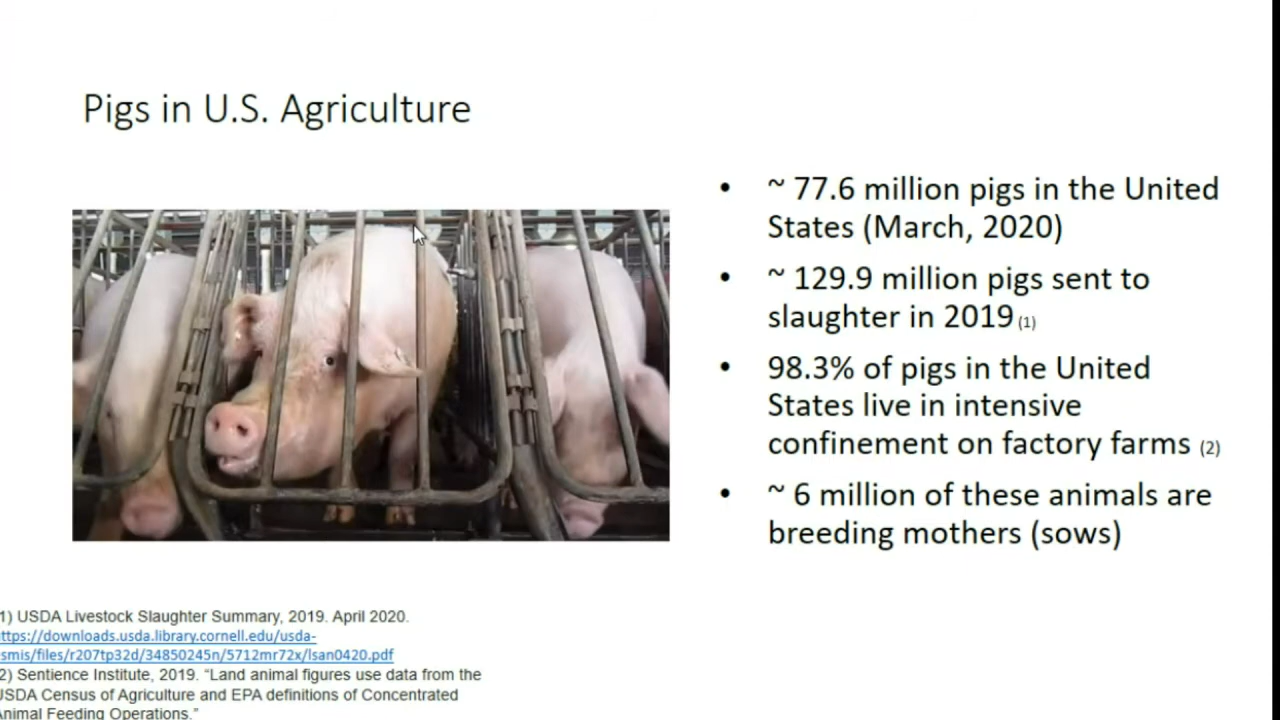 Pigs in U.S. Agriculture
• ~ 77.6 million pigs in the United
States (March, 2020)
• ~ 129.9 million pigs sent to
slaughter in 2019 (1)
• 98.3% of pigs in the United
States live in intensive
confinement on factory farms (2)
• ~ 6 million of these animals are
breeding mothers (sows)
1) USDA Livestock Slaughter Summary, 2019. April 2020.
ttps://downloads.usda.library.cornell.edu/usda-
smis/files/r207tp32d/34850245n/5712mr72x/lsan0420.pdf
2) Sentience Institute, 2019. “Land animal figures use data from the
USDA Census of Agriculture and EPA definitions of Concentrated
Animal Feeding Operations.”